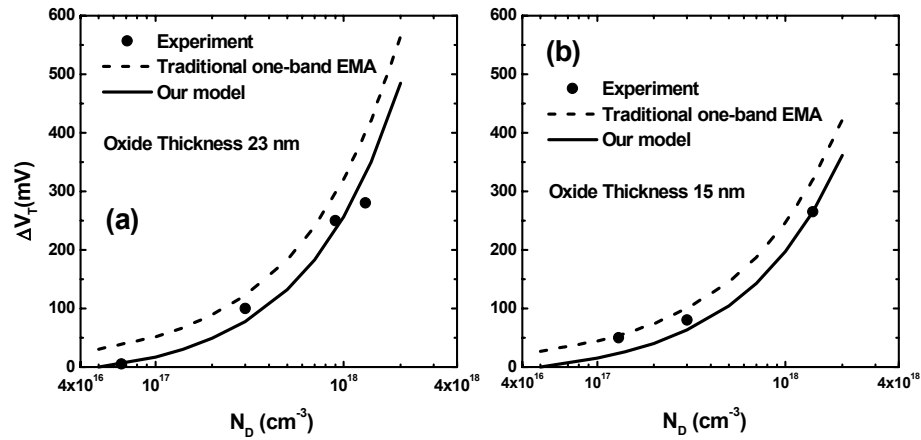 600
500
400
300
200
100
0
ΔV_T(mV)
Experiment
Traditional one-band EMA
Our model
Oxide Thickness 23 nm
(a)
4x10^16
10^17
10^18
4x10^18
N_D (cm^-3)
600
500
400
300
200
100
0
(b)
Experiment
Traditional one-band EMA
Our model
Oxide Thickness 15 nm
4x10^16
10^17
10^18
4x10^18
N_D (cm^-3)